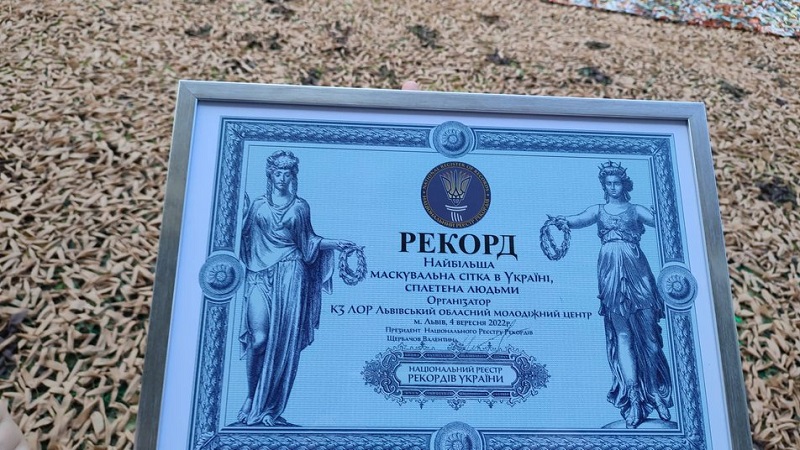 РЕКОРД
Найбільша
маскувальна сітка в Україні,
сплетена людьми
Організатор
КЗ ЛОР Львівський обласний молодіжний центр
м. Львів, 4 вересня 2022р.
Президент Національного Реєстру Рекордів
Щербачов Валентин
НАЦІОНАЛЬНИЙ РЕЄСТР
РЕКОРДІВ УКРАЇНИ